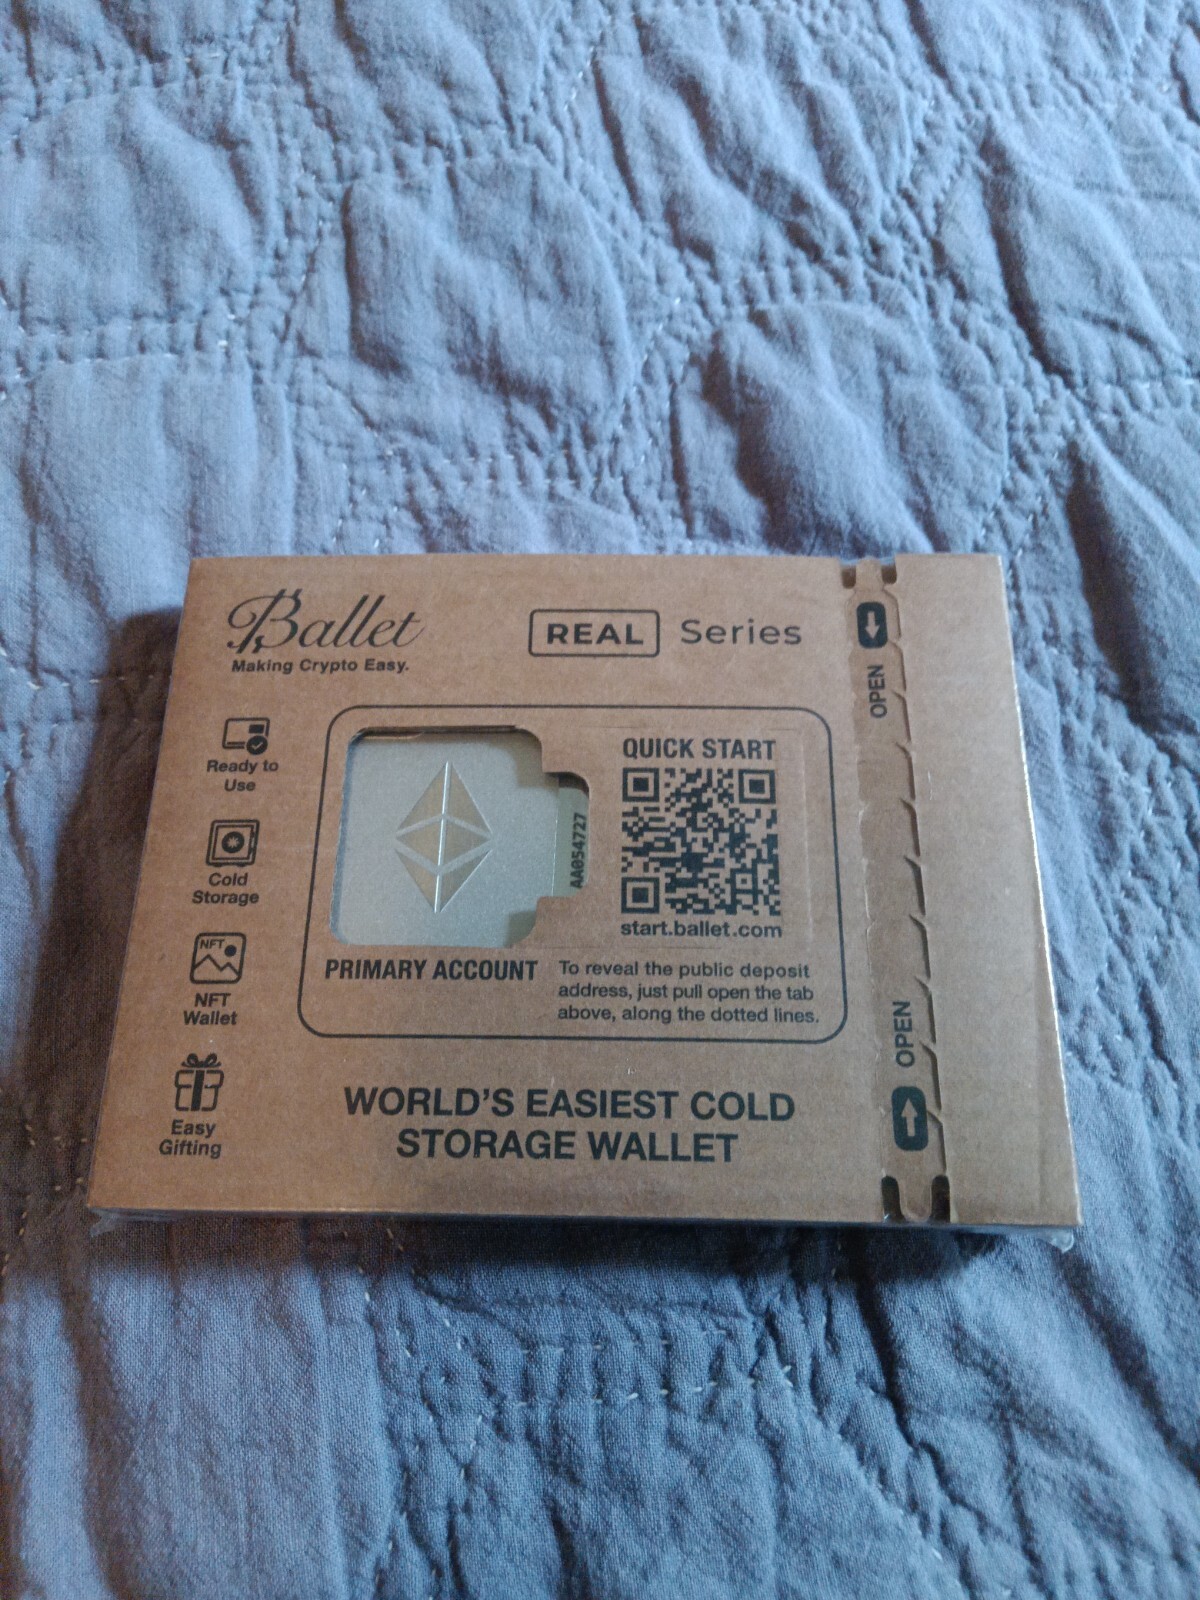 Ballet
Making Crypto Easy.
REAL Series
OPEN
Ready to
Use
Cold
Storage
NFT
NFT
Wallet
Easy
Gifting
AA054727
PRIMARY ACCOUNT
QUICK START
start.ballet.com
To reveal the public deposit
address, just pull open the tab
above, along the dotted lines.
OPEN
WORLD'S EASIEST COLD
STORAGE WALLET